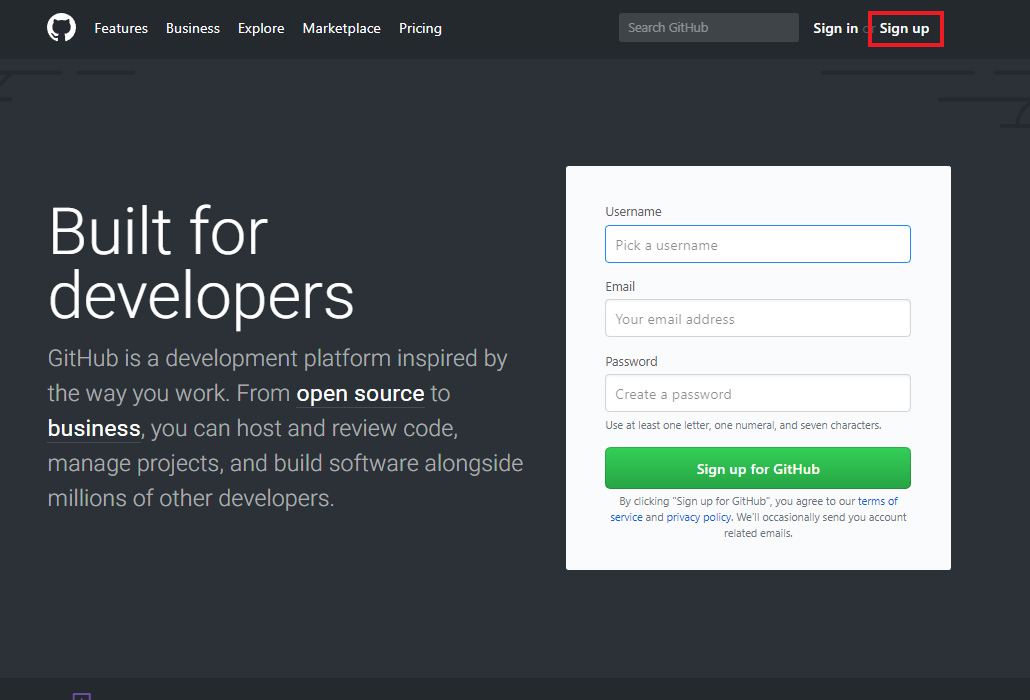 Features Business Explore Marketplace Pricing Search GitHub Sign in or Sign up
Built for
developers
GitHub is a development platform inspired by
the way you work. From open source to
business, you can host and review code,
manage projects, and build software alongside
millions of other developers.
Username
Pick a username
Email
Your email address
Password
Create a password
Use at least one letter, one numeral, and seven characters.
Sign up for GitHub
By clicking "Sign up for GitHub", you agree to our terms of
service and privacy policy. We'll occasionally send you account
related emails.